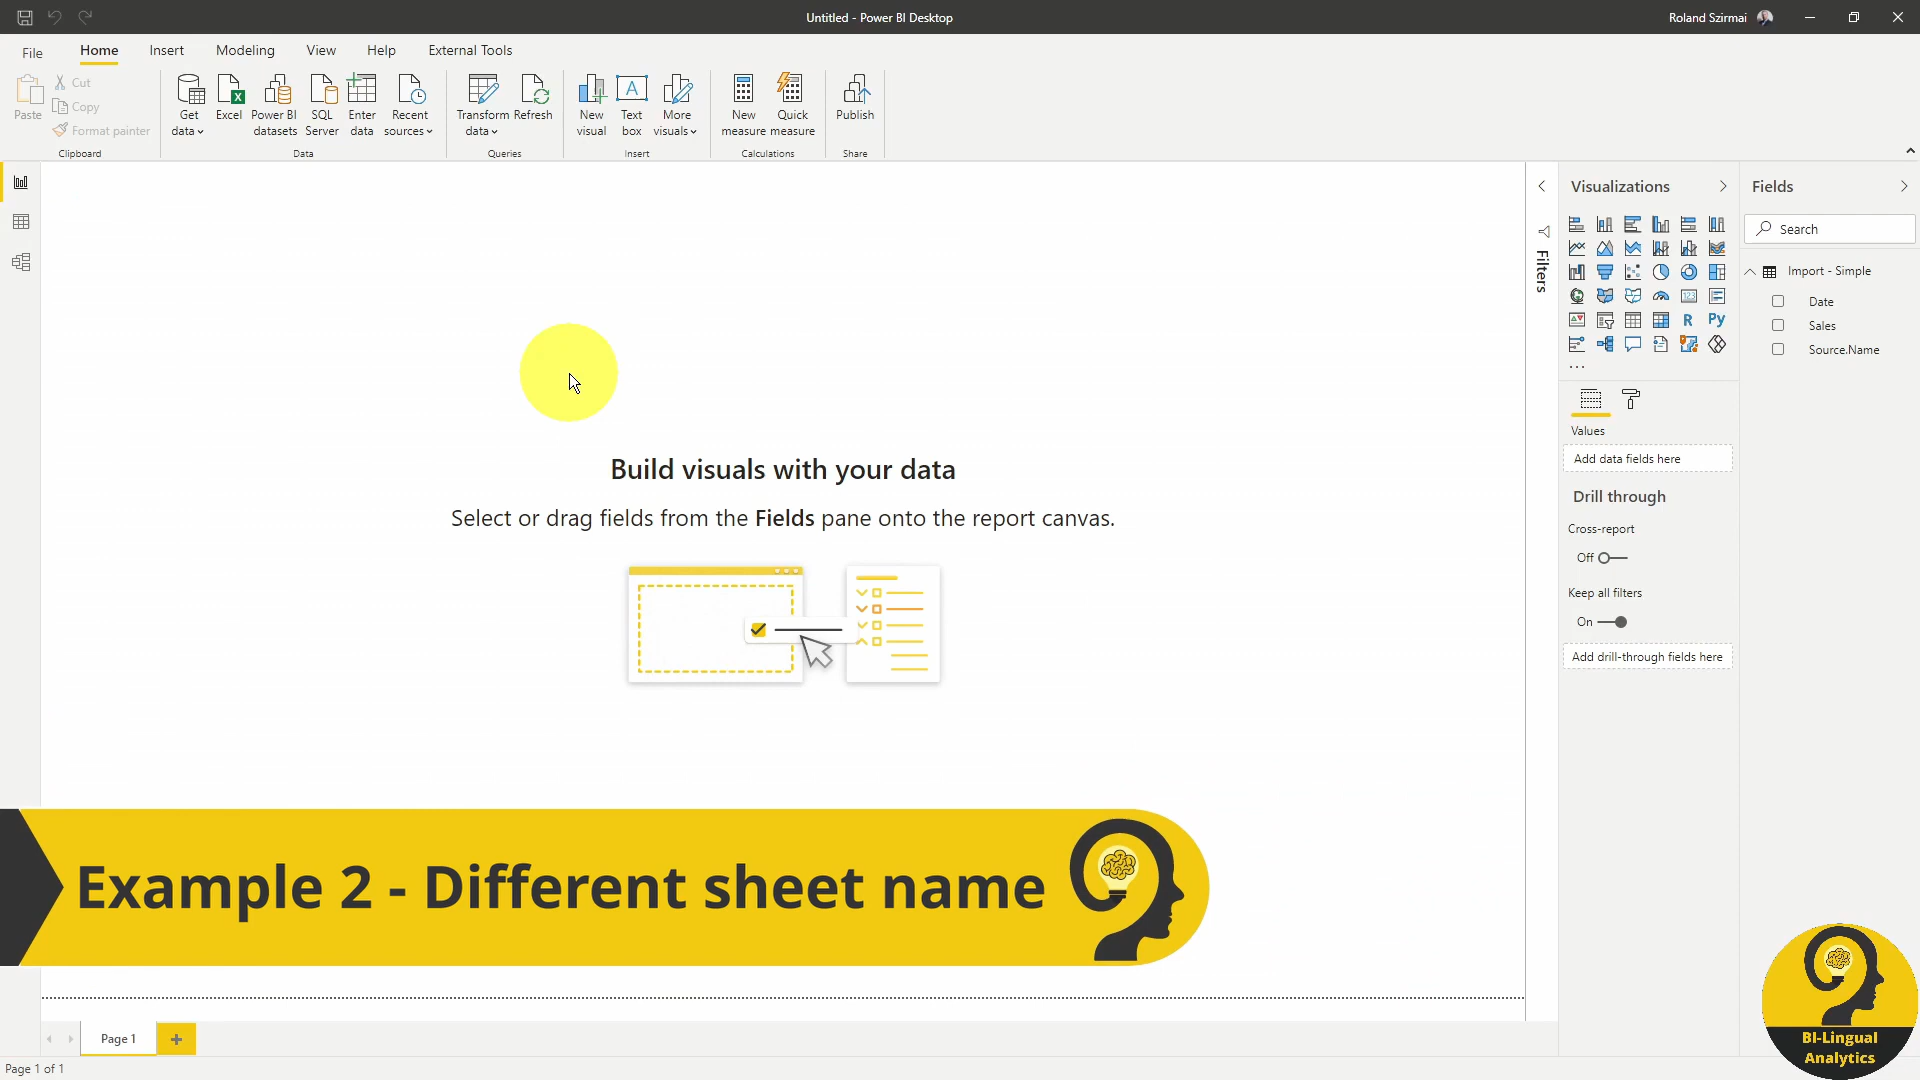 Untitled - Power BI Desktop
Roland Szirmai
File
Home
Insert
Modeling
View
Help
External Tools
Paste
Cut
Copy
Format painter
Clipboard
Get data
Excel
Power BI datasets
SQL Server
Enter data
Recent sources
Data
Transform data
Refresh
Queries
New visual
Text box
More visuals
Insert
New measure
Quick measure
Calculations
Publish
Share
Filters
Visualizations
Fields
Search
Import - Simple
Date
Sales
Source.Name
R
Py
123
Values
Add data fields here
Drill through
Cross-report
Off
Keep all filters
On
Add drill-through fields here
Build visuals with your data
Select or drag fields from the Fields pane onto the report canvas.
Example 2 - Different sheet name
BI-Lingual
Analytics
Page 1
Page 1 of 1